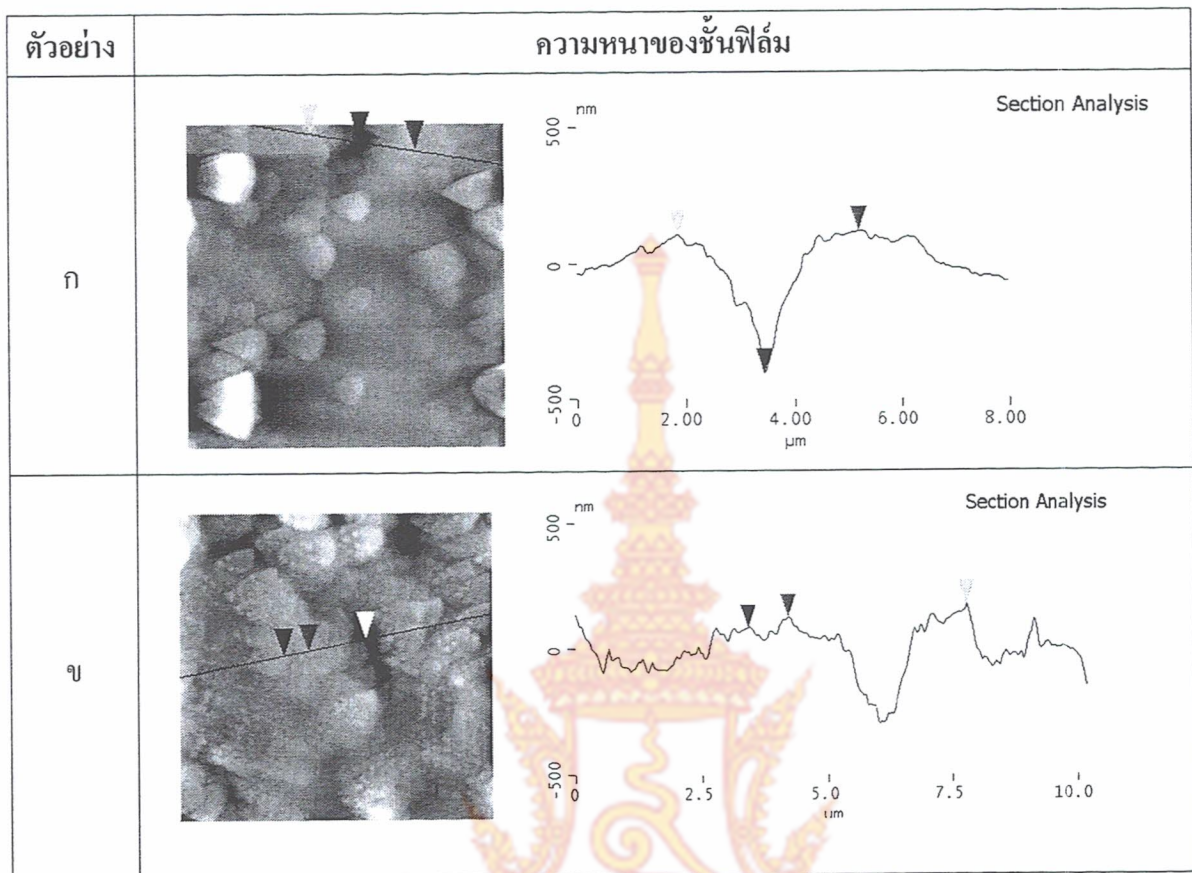 ตัวอย่าง
ความหนาของชั้นฟิล์ม
ก
nm
Section Analysis
500
0
-500
0 2.00 4.00 6.00 8.00
µm
ข
nm
Section Analysis
500
0
-500
0 2.5 5.0 7.5 10.0
µm